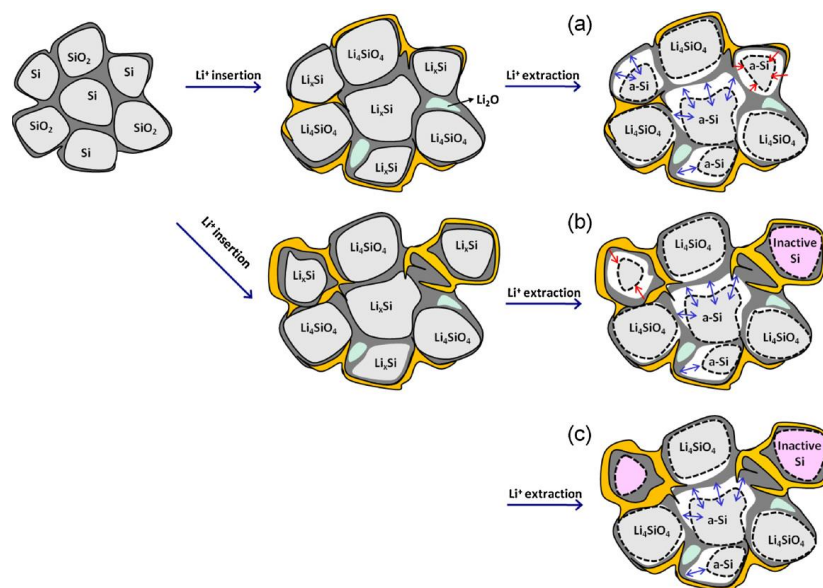 (a)
Si
SiO2
Si
Si
SiO2
SiO2
Si
Li+ insertion
Li4SiO4
LixSi
LixSi
LixSi
Li2O
Li4SiO4
Li4SiO4
LixSi
Li+ extraction
Li4SiO4
a-Si
a-Si
a-Si
Li4SiO4
Li4SiO4
a-Si
Li+ insertion
(b)
Li4SiO4
LixSi
LixSi
LixSi
Li4SiO4
Li4SiO4
LixSi
Li+ extraction
Li4SiO4
Inactive
Si
a-Si
Li4SiO4
Li4SiO4
a-Si
(c)
Li+ extraction
Li4SiO4
Inactive
Si
a-Si
Li4SiO4
Li4SiO4
a-Si